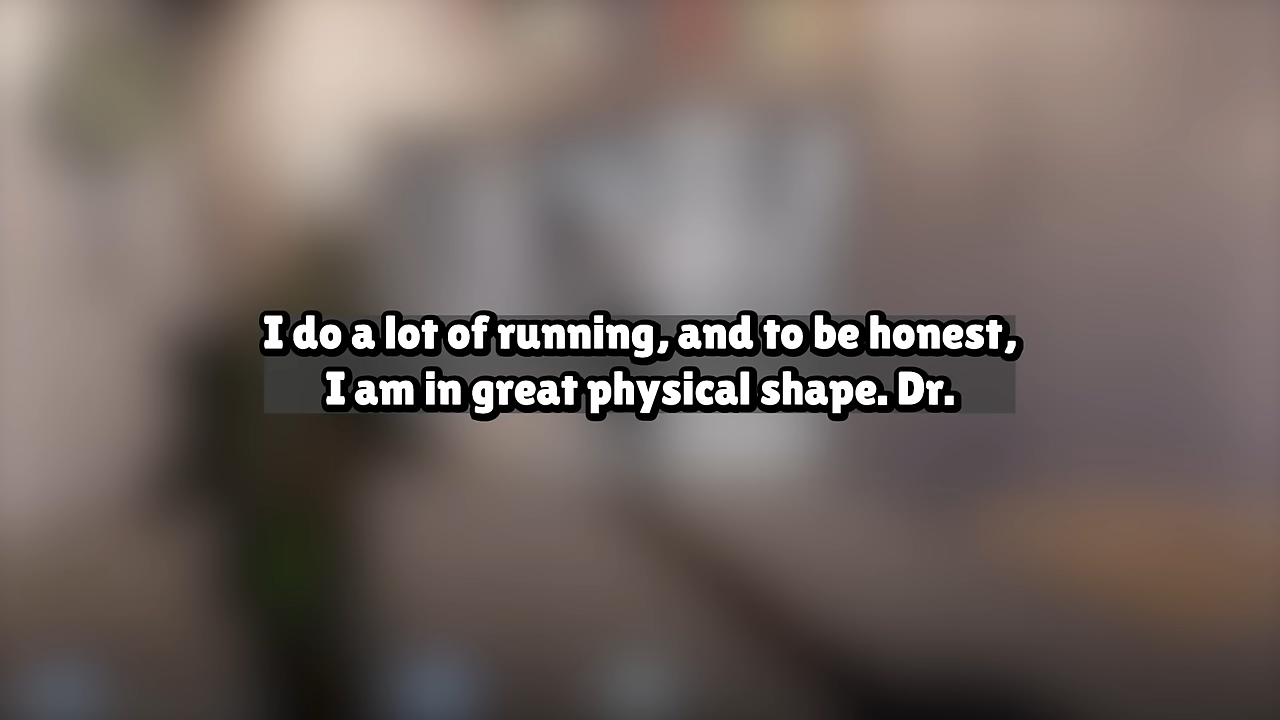 I do a lot of running, and to be honest,
I am in great physical shape. Dr.